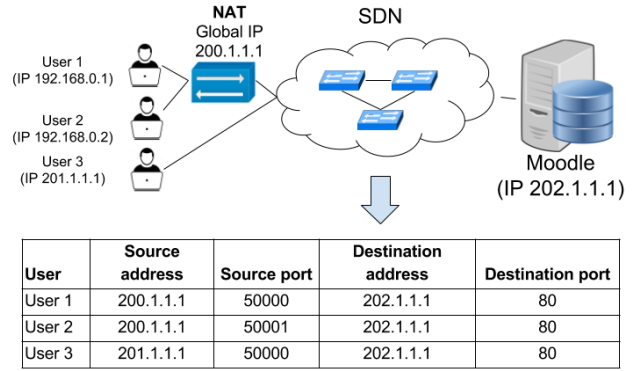 NAT
Global IP
200.1.1.1
SDN
User 1
(IP 192.168.0.1)
User 2
(IP 192.168.0.2)
User 3
(IP 201.1.1.1)
Moodle
(IP 202.1.1.1)
User Source address Source port Destination address Destination port
User 1 200.1.1.1 50000 202.1.1.1 80
User 2 200.1.1.1 50001 202.1.1.1 80
User 3 201.1.1.1 50000 202.1.1.1 80